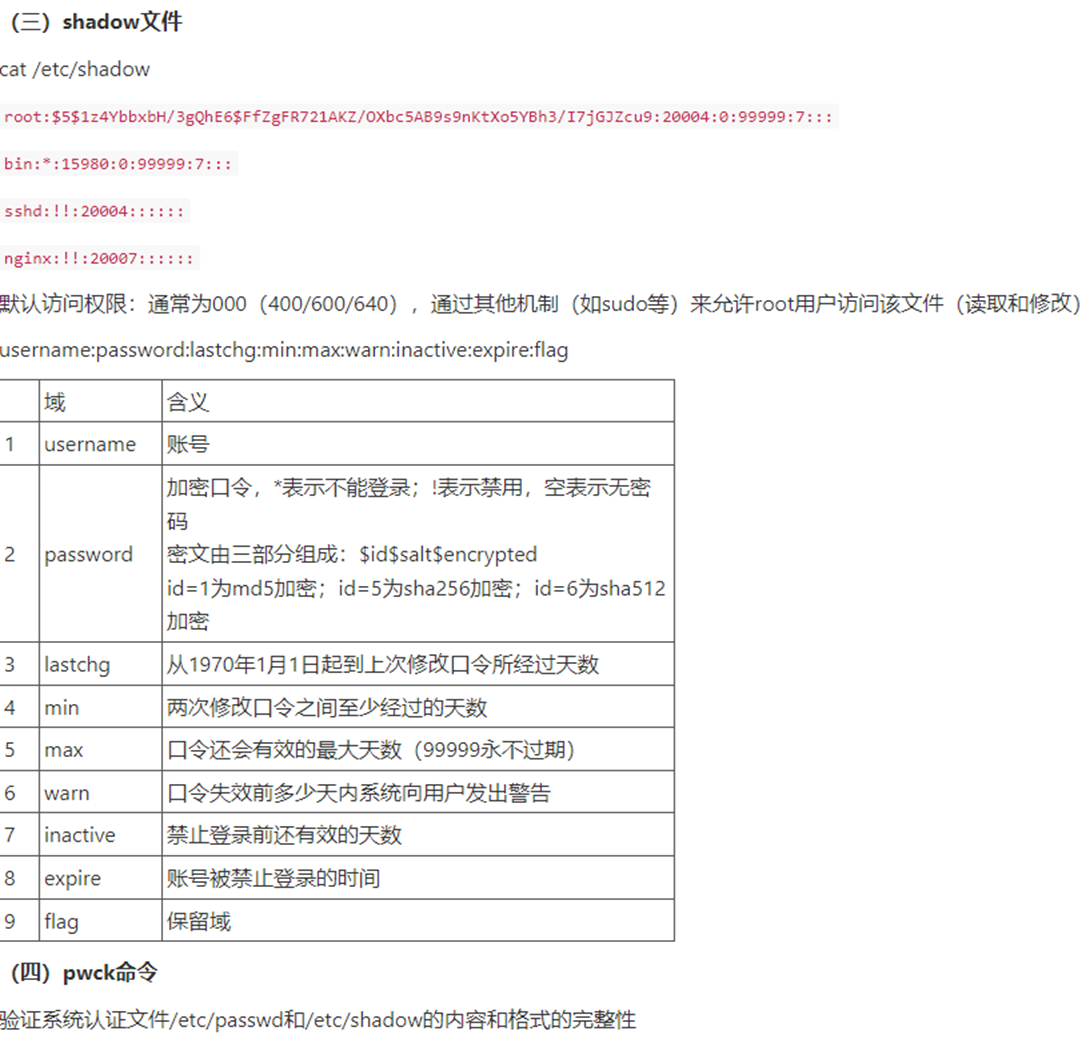 （三）shadow文件
cat /etc/shadow
root:$5$1z4YbbxbH/3gQhE6$FfZgFR721AKZ/OXbc5AB9s9nKtXo5YBh3/I7jGJZcu9:20004:0:99999:7:::
bin:*:15980:0:99999:7:::
sshd:!!:20004::::::
nginx:!!:20007::::::
默认访问权限：通常为000（400/600/640），通过其他机制（如sudo等）来允许root用户访问该文件（读取和修改）
username:password:lastchg:min:max:warn:inactive:expire:flag
域 含义
1 username 账号
2 password 加密口令，*表示不能登录；!表示禁用，空表示无密
码
密文由三部分组成：$id$salt$encrypted
id=1为md5加密；id=5为sha256加密；id=6为sha512
加密
3 lastchg 从1970年1月1日起到上次修改口令所经过天数
4 min 两次修改口令之间至少经过的天数
5 max 口令还会有效的最大天数（99999永不过期）
6 warn 口令失效前多少天内系统向用户发出警告
7 inactive 禁止登录前还有效的天数
8 expire 账号被禁止登录的时间
9 flag 保留域
（四）pwck命令
验证系统认证文件/etc/passwd和/etc/shadow的内容和格式的完整性